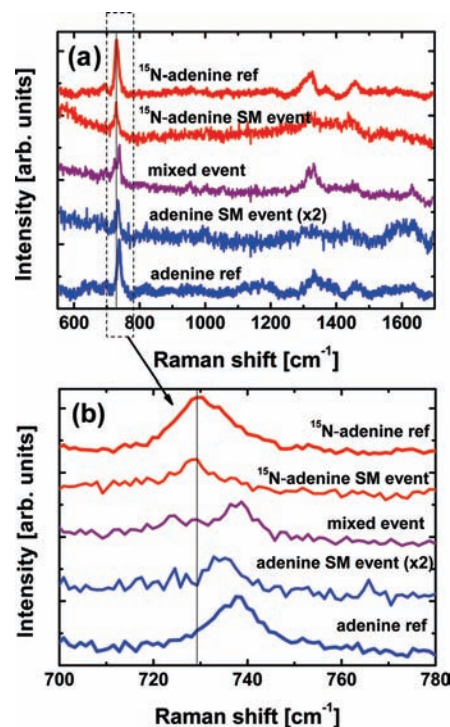 (a)
¹⁵N-adenine ref
¹⁵N-adenine SM event
mixed event
adenine SM event (x2)
adenine ref
Intensity [arb. units]
600 800 1000 1200 1400 1600
Raman shift [cm⁻¹]
(b)
¹⁵N-adenine ref
¹⁵N-adenine SM event
mixed event
adenine SM event (x2)
adenine ref
Intensity [arb. units]
700 720 740 760 780
Raman shift [cm⁻¹]